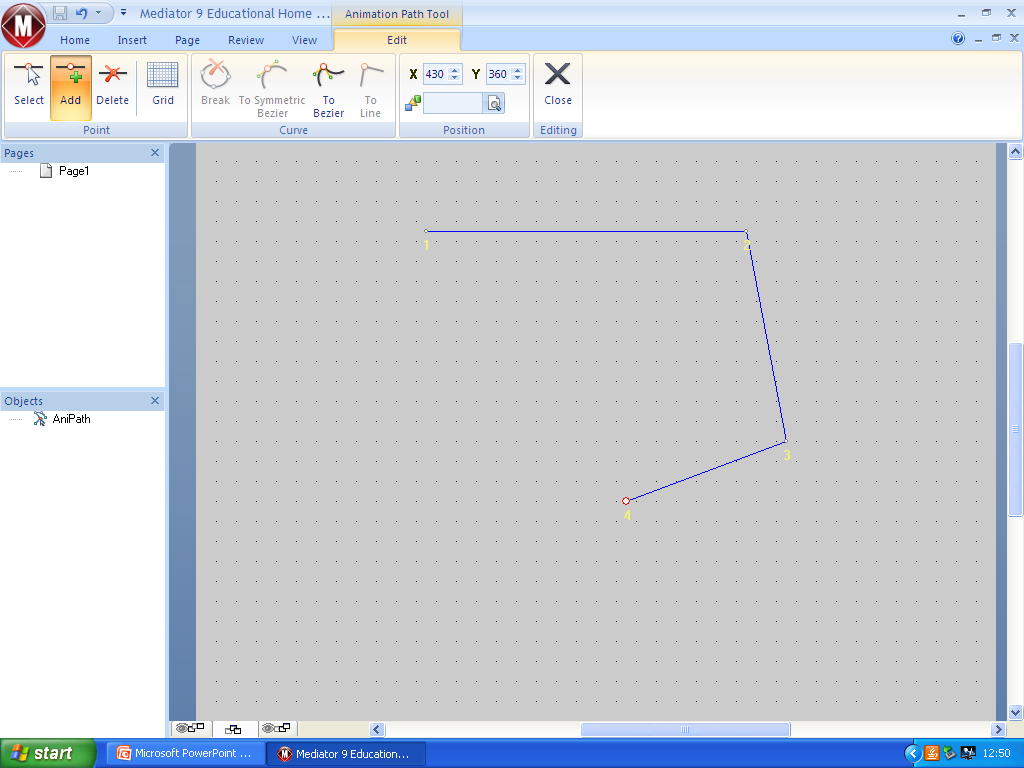 Mediator 9 Educational Home ...
Animation Path Tool
Home
Insert
Page
Review
View
Edit
Select
Add
Delete
Grid
Break
To Symmetric
Bezier
To
Bezier
To
Line
X 430
Y 360
Close
Point
Curve
Position
Editing
Pages
Page1
Objects
AniPath
1
2
3
4
start
Microsoft PowerPoint ...
Mediator 9 Education...
12:50